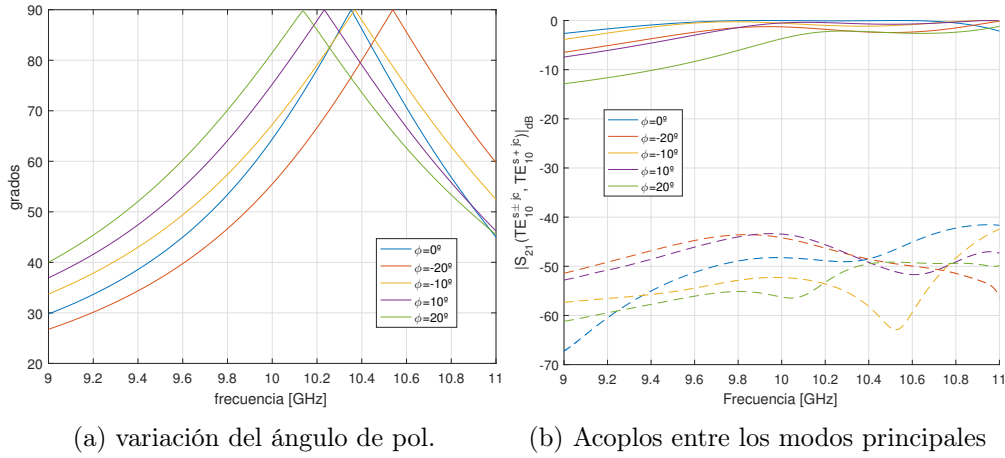 90
80
70
60
50
40
30
20
grados
9
9.2
9.4
9.6
9.8
10
10.2
10.4
10.6
10.8
11
frecuencia [GHz]
ϕ=0º
ϕ=-20º
ϕ=-10º
ϕ=10º
ϕ=20º
(a) variación del ángulo de pol.
0
-10
-20
-30
-40
-50
-60
-70
|S_21(TE_10^{s± jc}, TE_10^{s + jc})|_dB
9
9.2
9.4
9.6
9.8
10
10.2
10.4
10.6
10.8
11
Frecuencia [GHz]
ϕ=0º
ϕ=-20º
ϕ=-10º
ϕ=10º
ϕ=20º
(b) Acoplos entre los modos principales